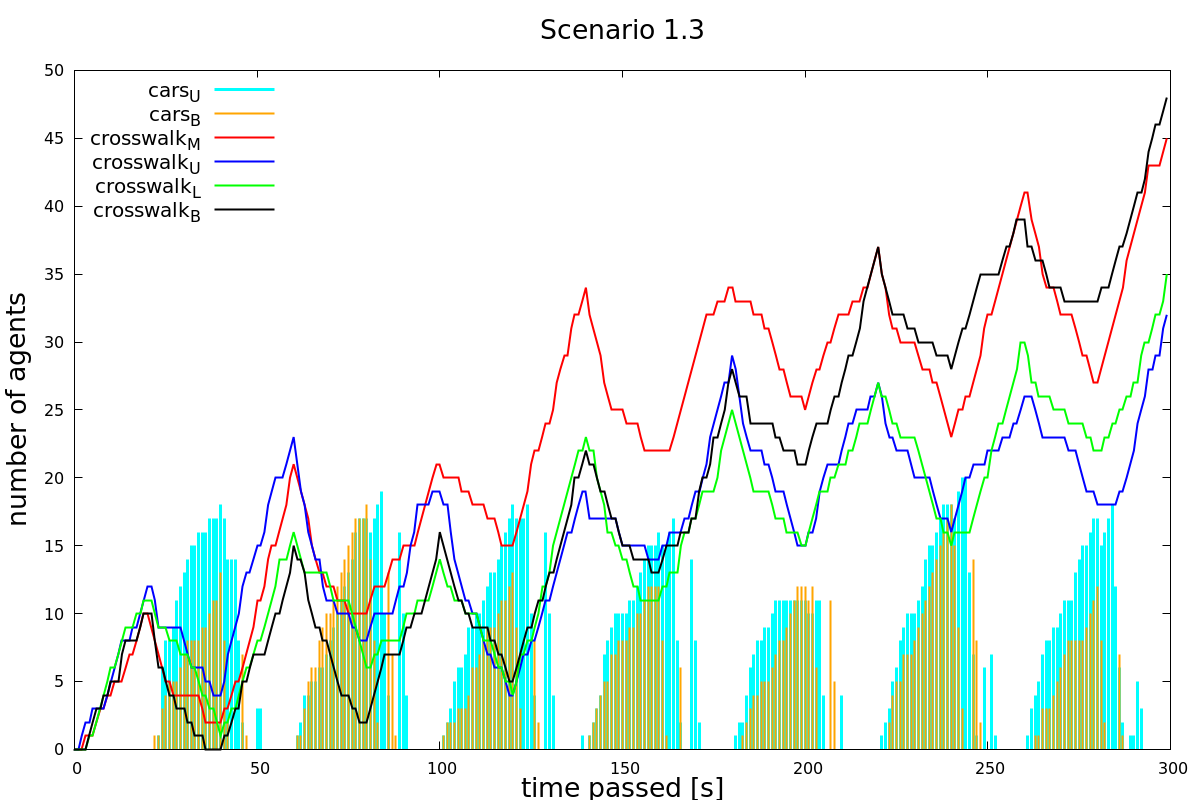 Scenario 1.3
50
45
40
35
30
25
20
15
10
5
0
number of agents
cars_U
cars_B
crosswalk_M
crosswalk_U
crosswalk_L
crosswalk_B
0 50 100 150 200 250 300
time passed [s]